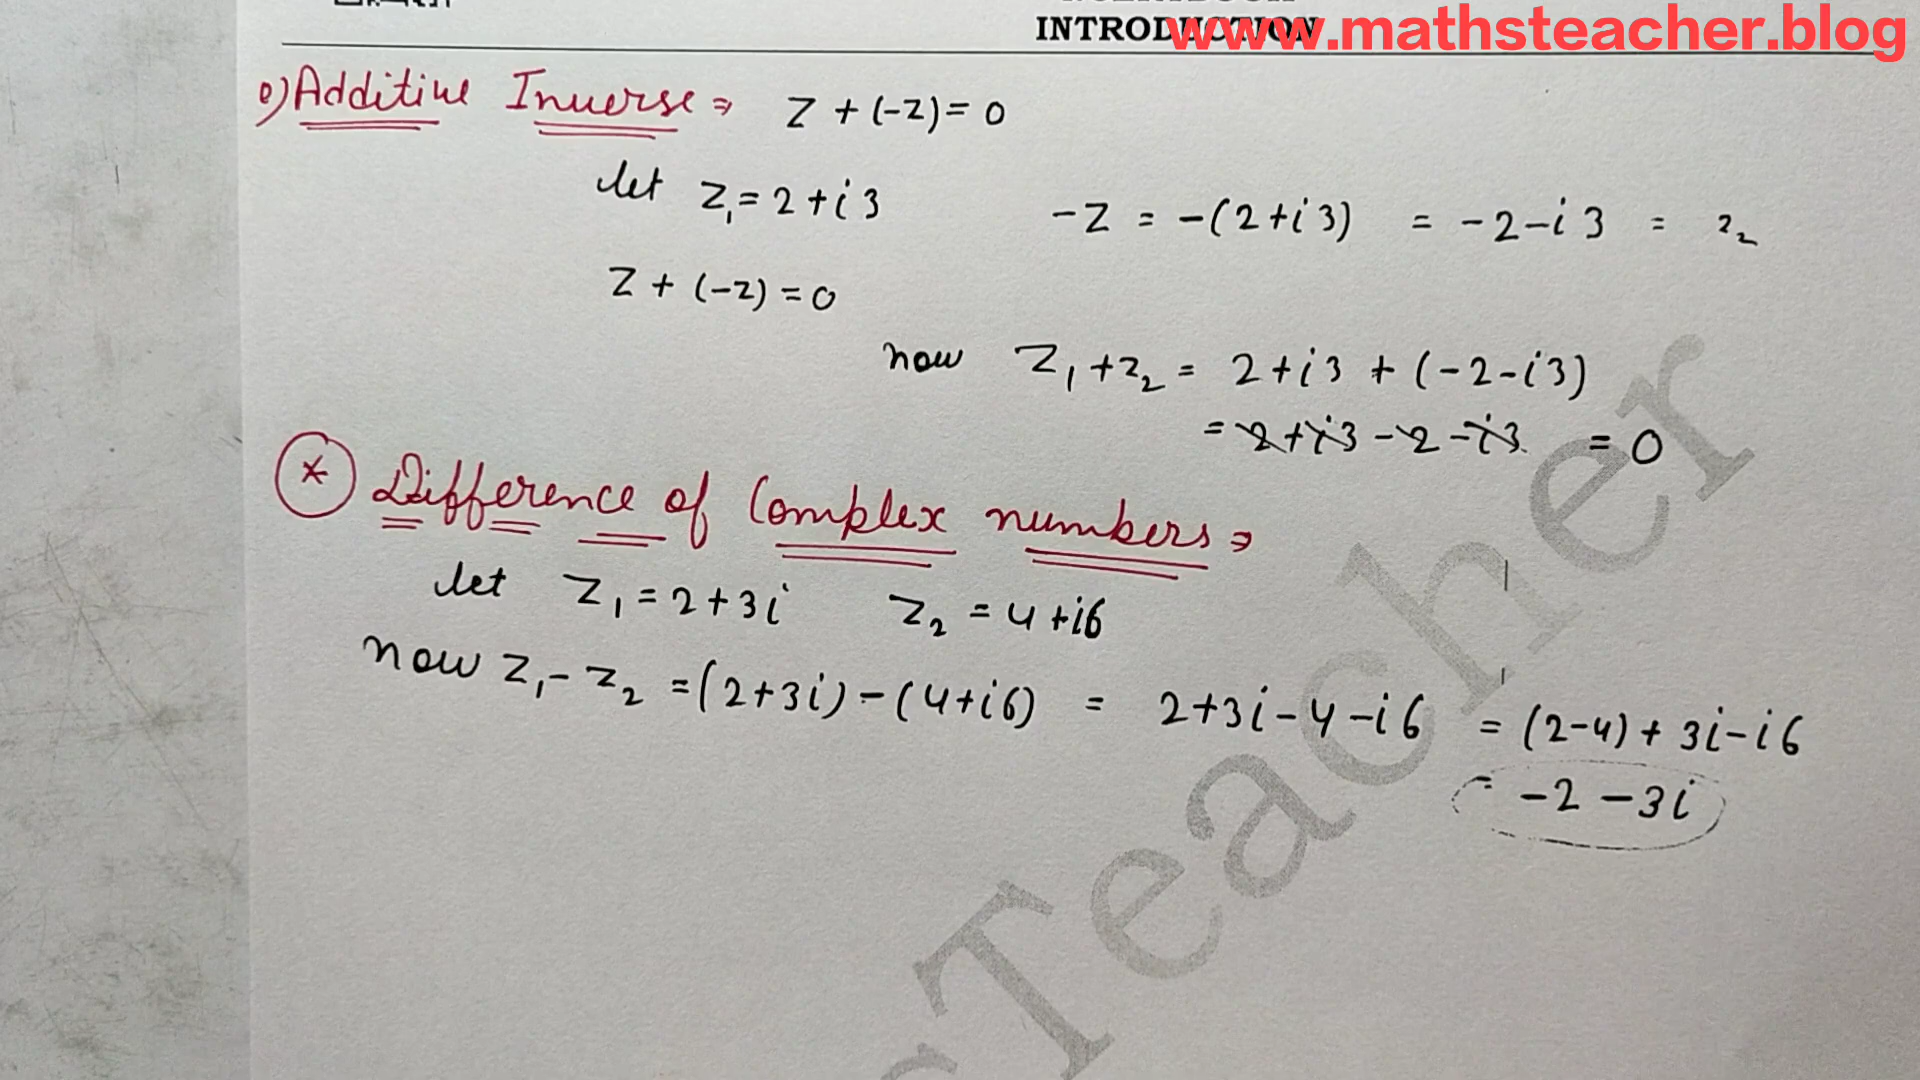 INTRODUCTION
www.mathsteacher.blog
e) Additive Inverse ⇒ Z + (-Z) = 0
let Z₁ = 2 + i3
-Z = -(2+i3) = -2-i3 = z₂
Z + (-Z) = 0
now Z₁ + Z₂ = 2 + i3 + (-2-i3)
= 2+i3-2-i3 = 0
* Difference of Complex numbers ⇒
let Z₁ = 2+3i Z₂ = 4+i6
now Z₁ - Z₂ = (2+3i) - (4+i6) = 2+3i-4-i6 = (2-4) + 3i-i6
= -2-3i
Teacher